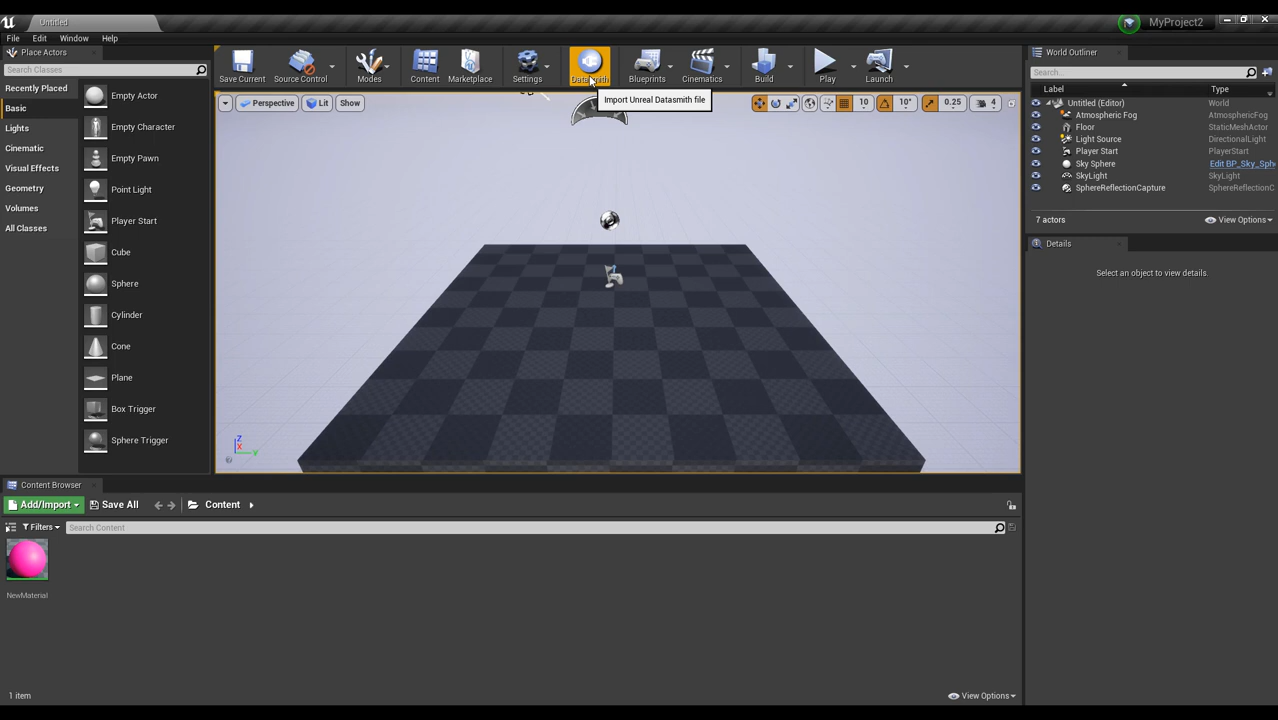 Untitled
MyProject2
File Edit Window Help
Place Actors
Search Classes
Recently Placed
Basic
Lights
Cinematic
Visual Effects
Geometry
Volumes
All Classes
Empty Actor
Empty Character
Empty Pawn
Point Light
Player Start
Cube
Sphere
Cylinder
Cone
Plane
Box Trigger
Sphere Trigger
Save Current Source Control Modes Content Marketplace Settings Datasmith Blueprints Cinematics Build Play Launch
Import Unreal Datasmith file
Perspective Lit Show
10 10° 0.25 4
Z
X
Y
World Outliner
Search...
Label Type
Untitled (Editor) World
Atmospheric Fog AtmosphericFog
Floor StaticMeshActor
Light Source DirectionalLight
Player Start PlayerStart
Sky Sphere Edit BP_Sky_Sph
SkyLight SkyLight
SphereReflectionCapture SphereReflectionC
7 actors View Options
Details
Select an object to view details.
Content Browser
Add/Import Save All Content
Filters Search Content
NewMaterial
1 item View Options